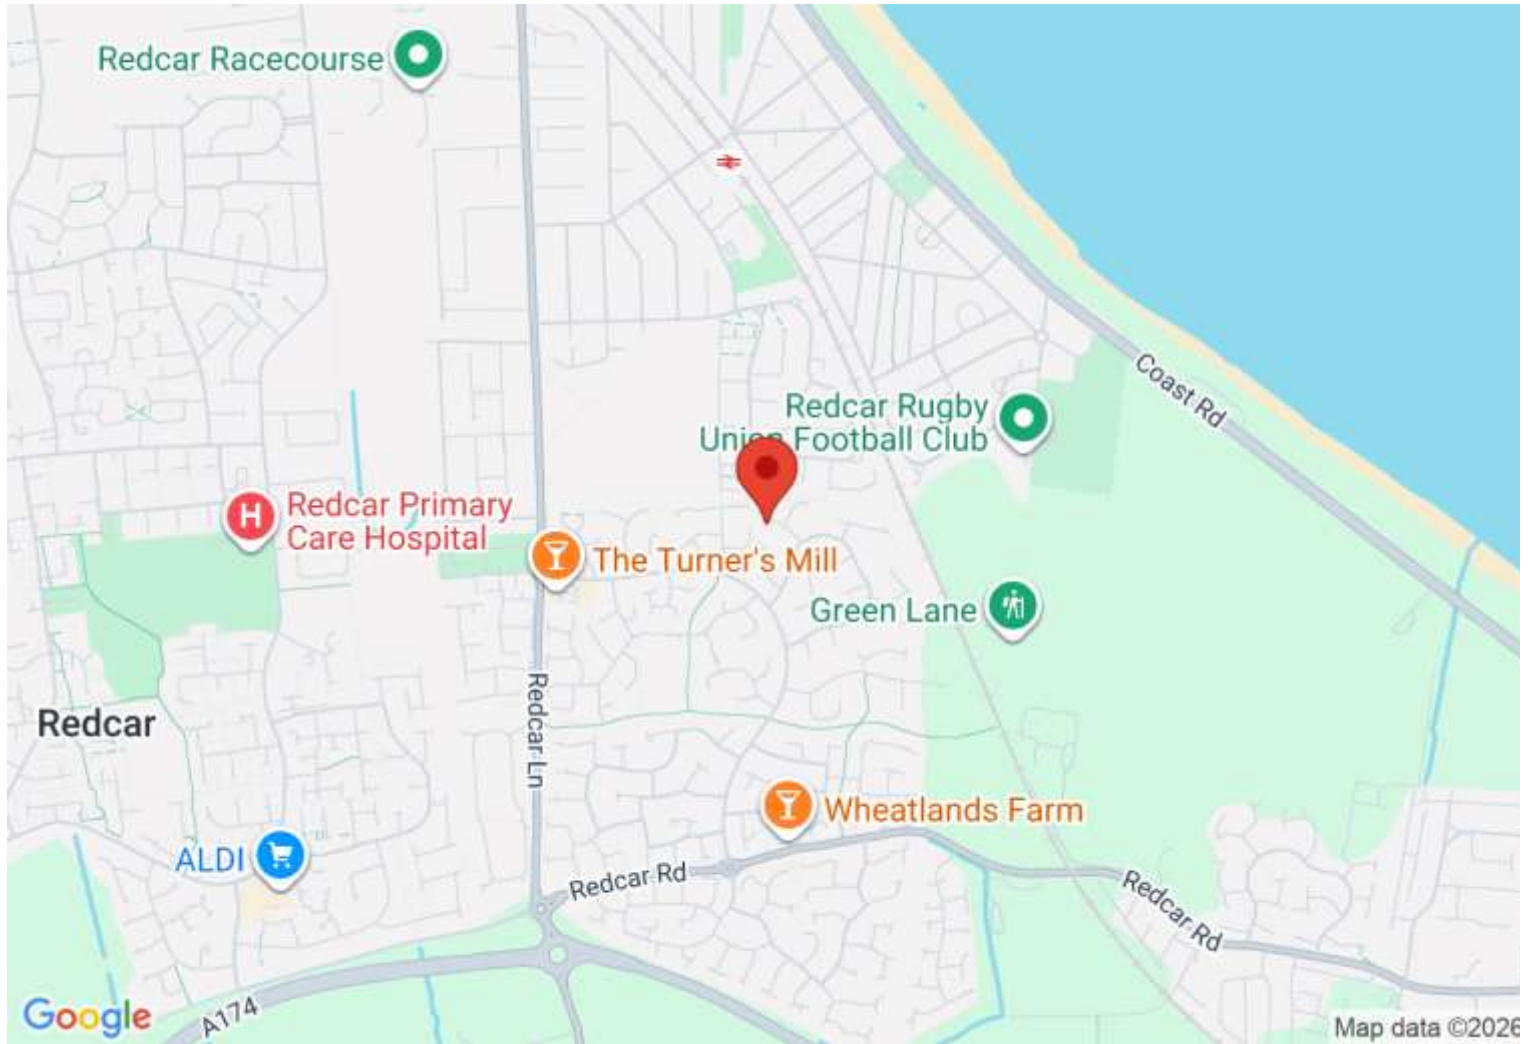 Redcar Racecourse
Coast Rd
Redcar Rugby
Union Football Club
H
Redcar Primary
Care Hospital
The Turner's Mill
Green Lane
Redcar Ln
Redcar
Wheatlands Farm
ALDI
Redcar Rd
Redcar Rd
A174
Google
Map data ©2026